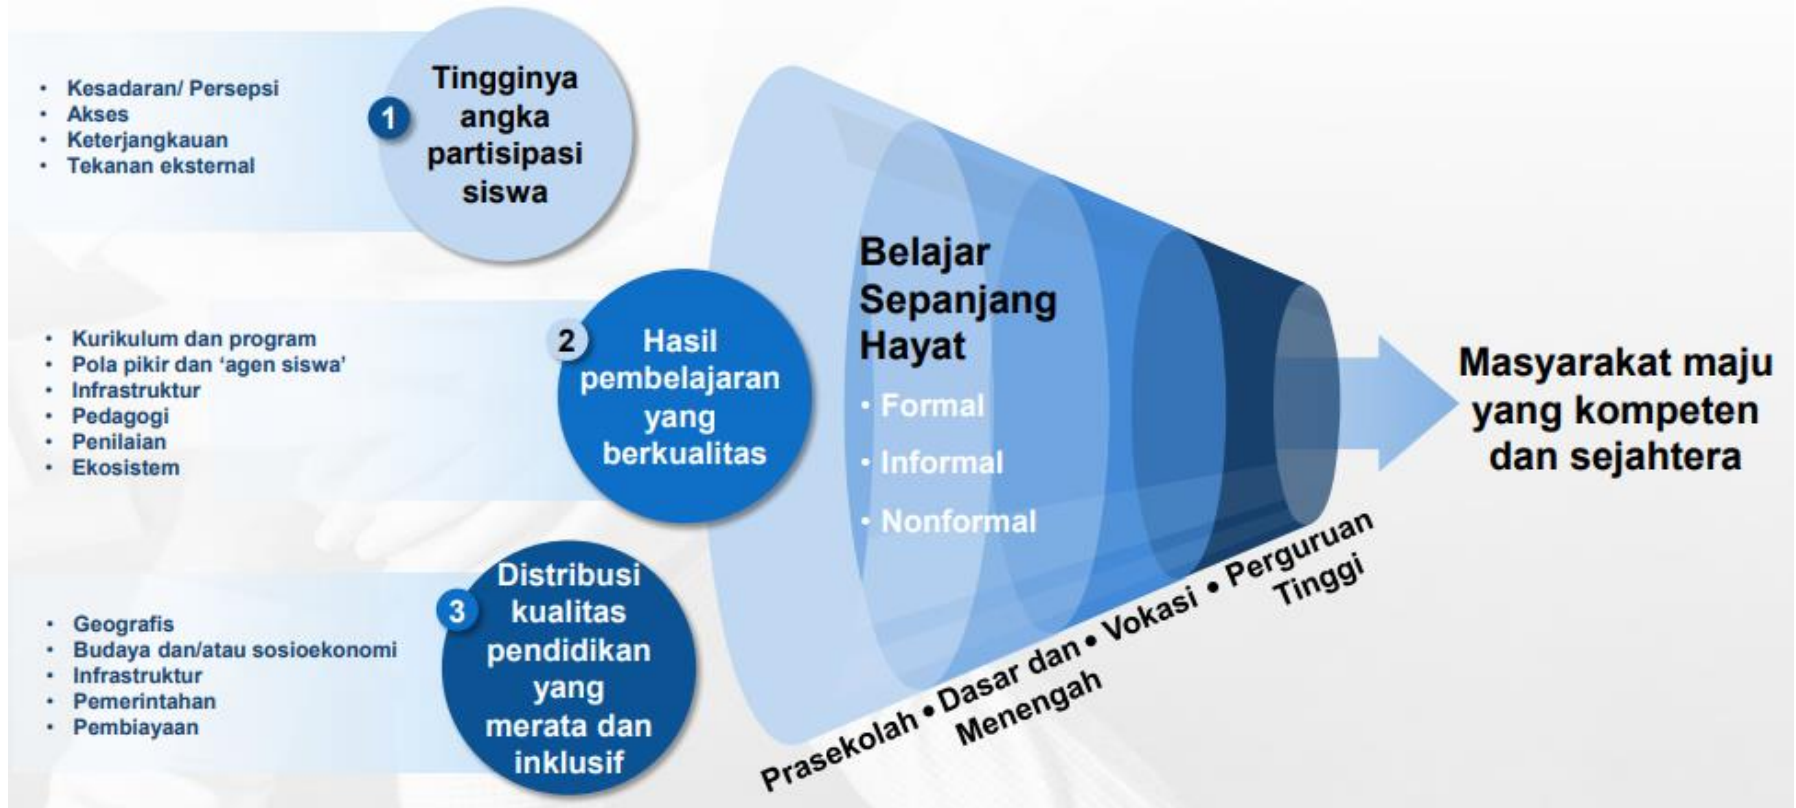 • Kesadaran/ Persepsi
• Akses
• Keterjangkauan
• Tekanan eksternal
1
Tingginya
angka
partisipasi
siswa
• Kurikulum dan program
• Pola pikir dan ‘agen siswa’
• Infrastruktur
• Pedagogi
• Penilaian
• Ekosistem
2
Hasil
pembelajaran
yang
berkualitas
• Geografis
• Budaya dan/atau sosioekonomi
• Infrastruktur
• Pemerintahan
• Pembiayaan
3
Distribusi
kualitas
pendidikan
yang
merata dan
inklusif
Belajar
Sepanjang
Hayat
• Formal
• Informal
• Nonformal
Prasekolah • Dasar dan • Vokasi • Perguruan
Menengah
Tinggi
Masyarakat maju
yang kompeten
dan sejahtera